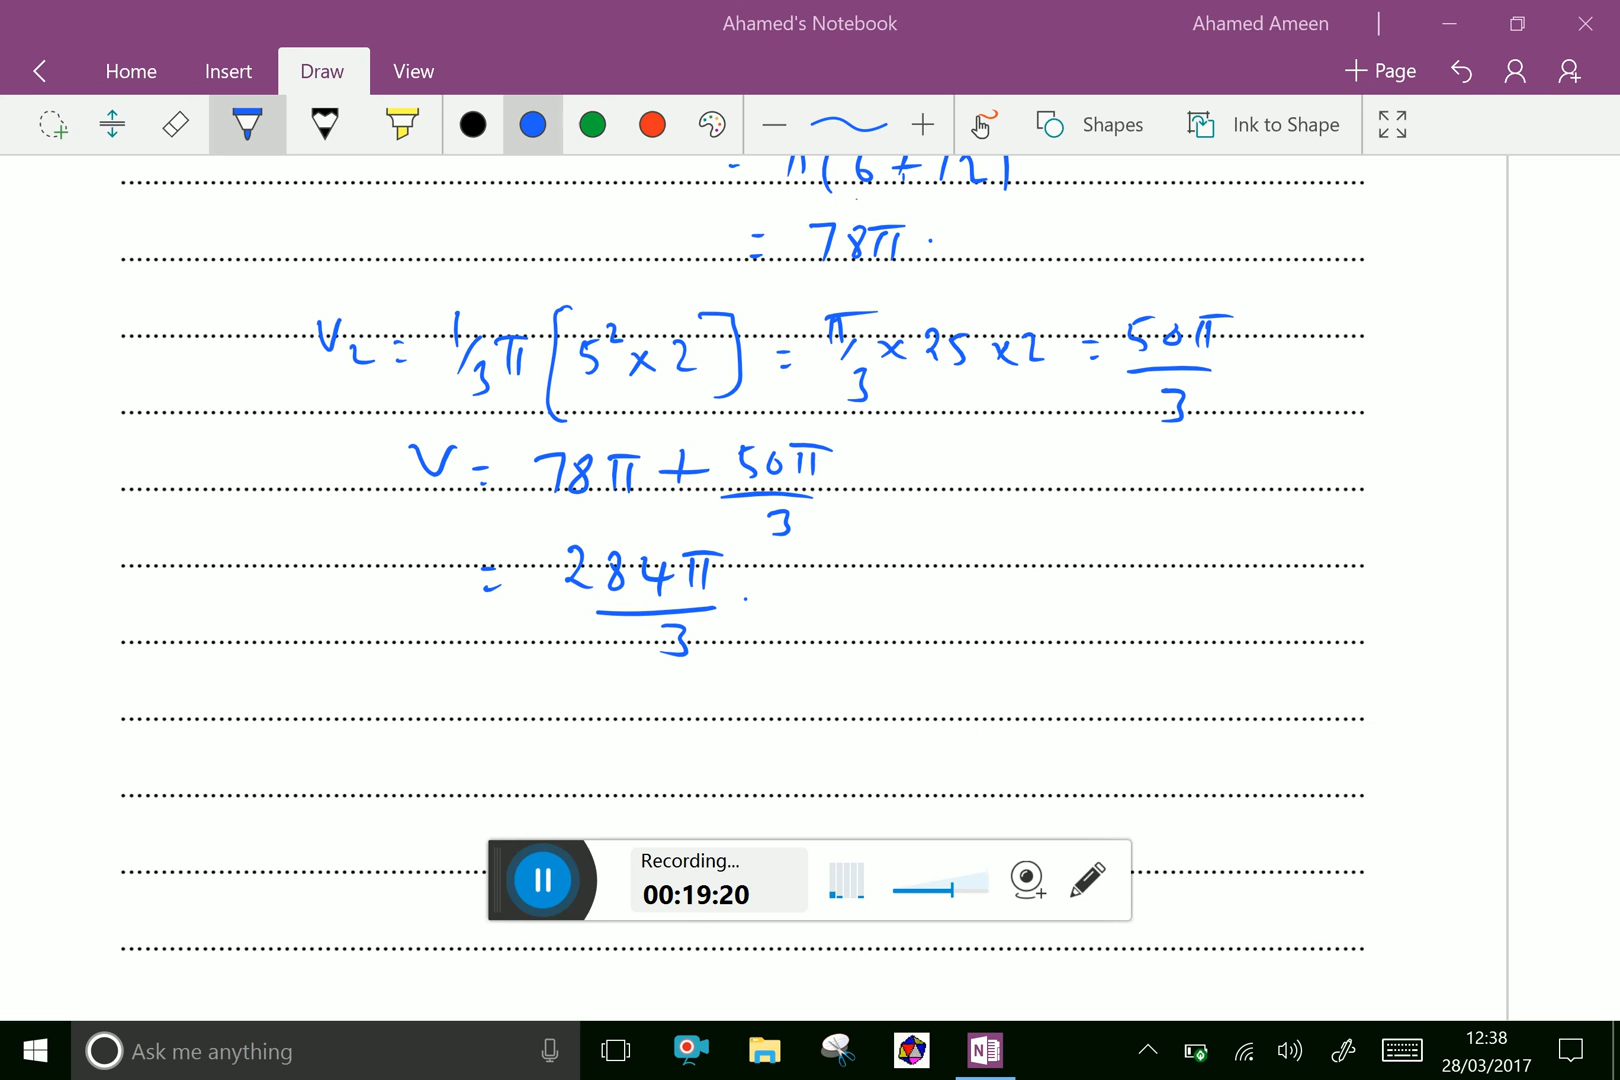 Ahamed's Notebook
Ahamed Ameen
Home Insert Draw View
+ Page
Shapes
Ink to Shape
= π(6 + 12)
= 78π.
V₂ = 1/3 π [5² × 2] = π/3 × 25 × 2 = 50π/3
V = 78π + 50π/3
= 284π/3.
Recording...
00:19:20
Ask me anything
12:38
28/03/2017